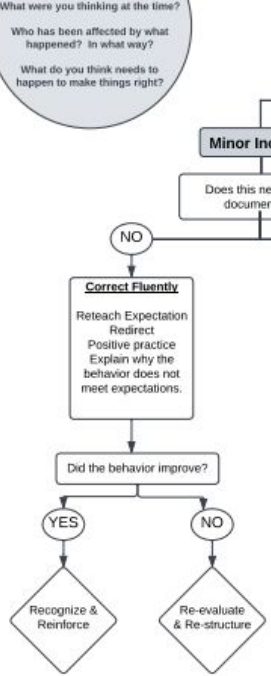 What were you thinking at the time?
Who has been affected by what
happened? In what way?
What do you think needs to
happen to make things right?
Minor
Does this
NO
Correct Fluently
Reteach Expectation
Redirect
Positive practice
Explain why the
behavior does not
meet expectations.
Did the behavior improve?
YES
NO
Recognize &
Reinforce
Re-evaluate
& Re-structure